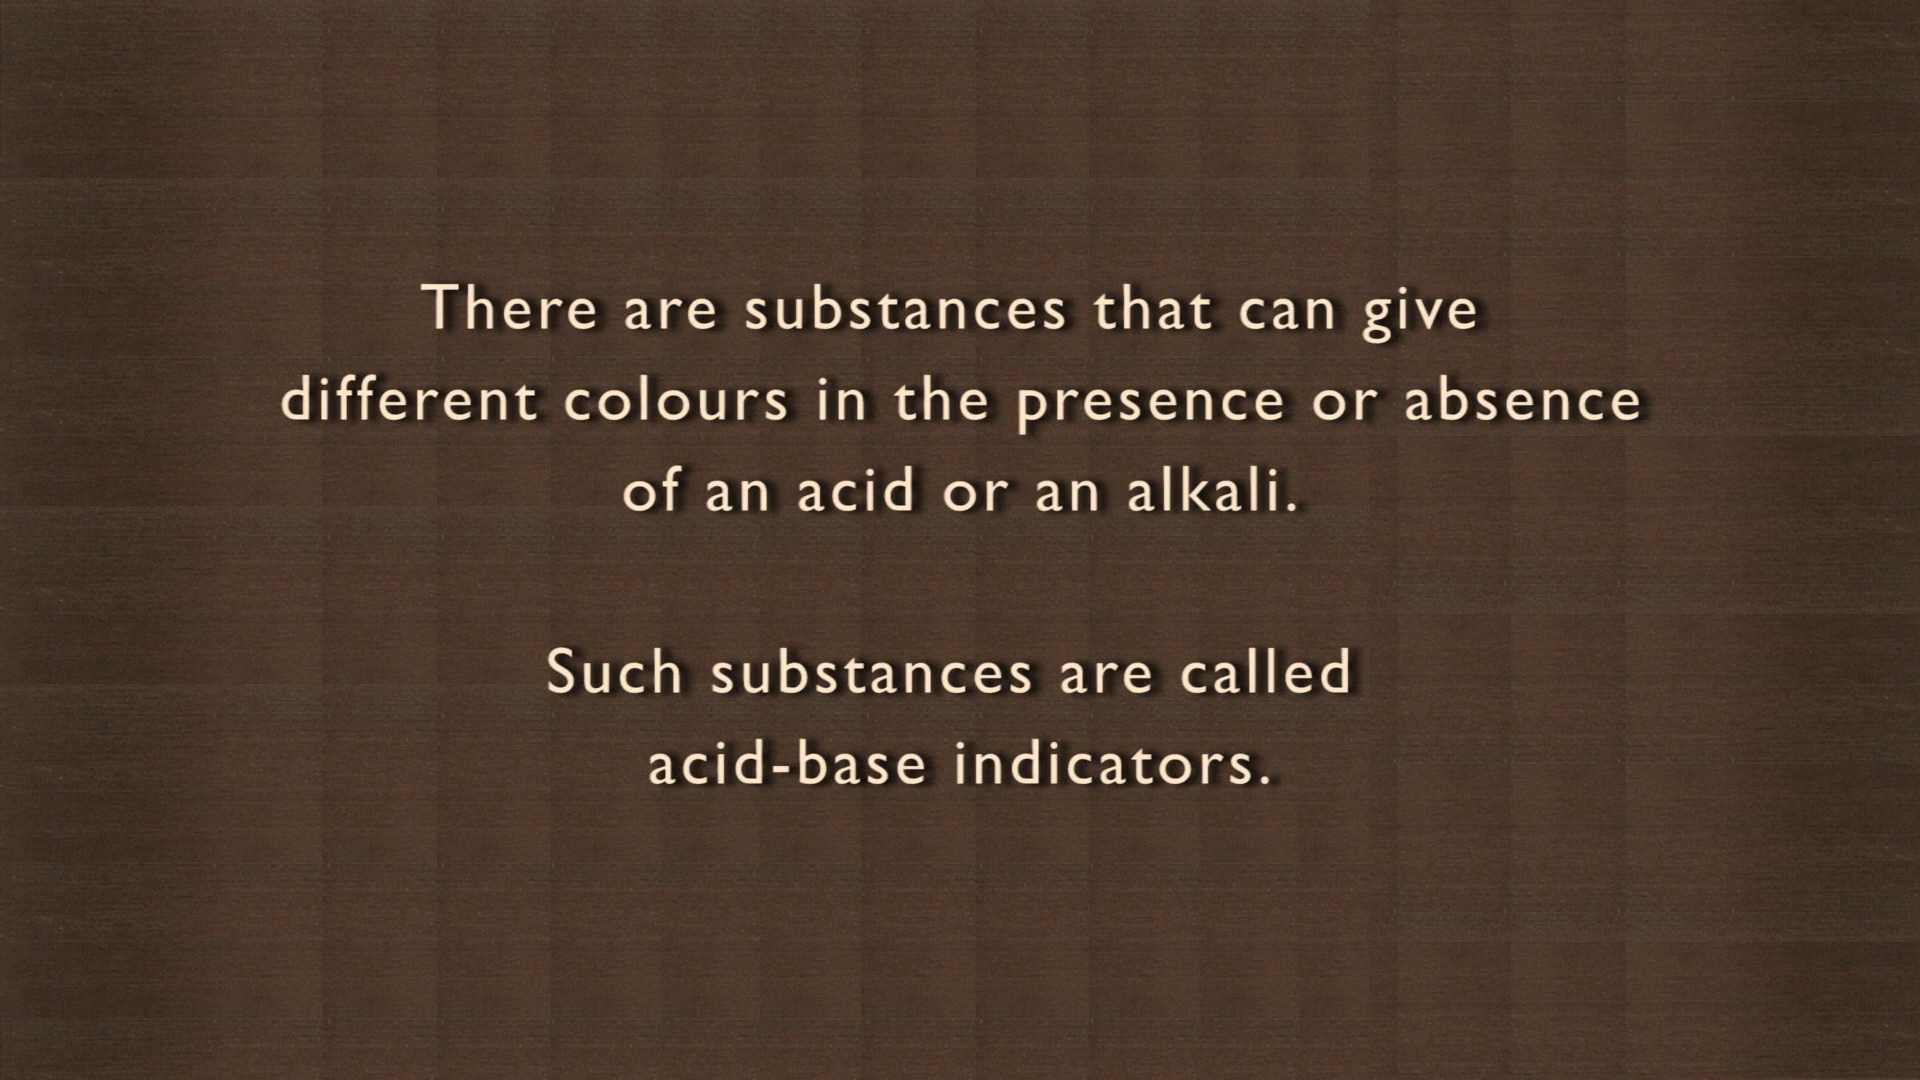 There are substances that can give
different colours in the presence or absence
of an acid or an alkali.
Such substances are called
acid-base indicators.